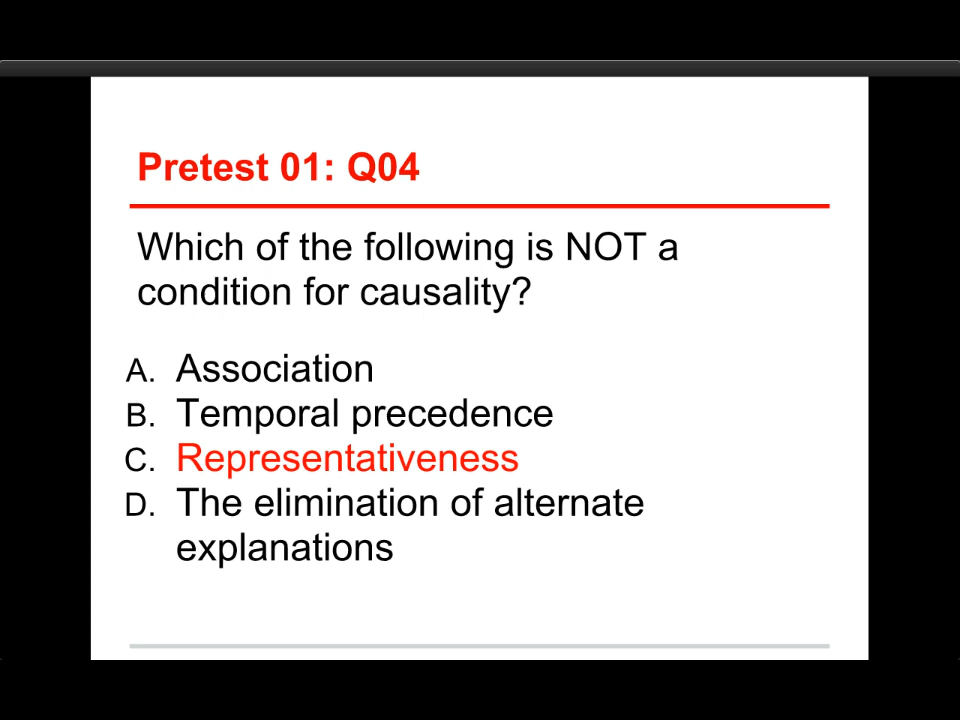 Pretest 01: Q04
Which of the following is NOT a
condition for causality?
A. Association
B. Temporal precedence
C. Representativeness
D. The elimination of alternate
explanations